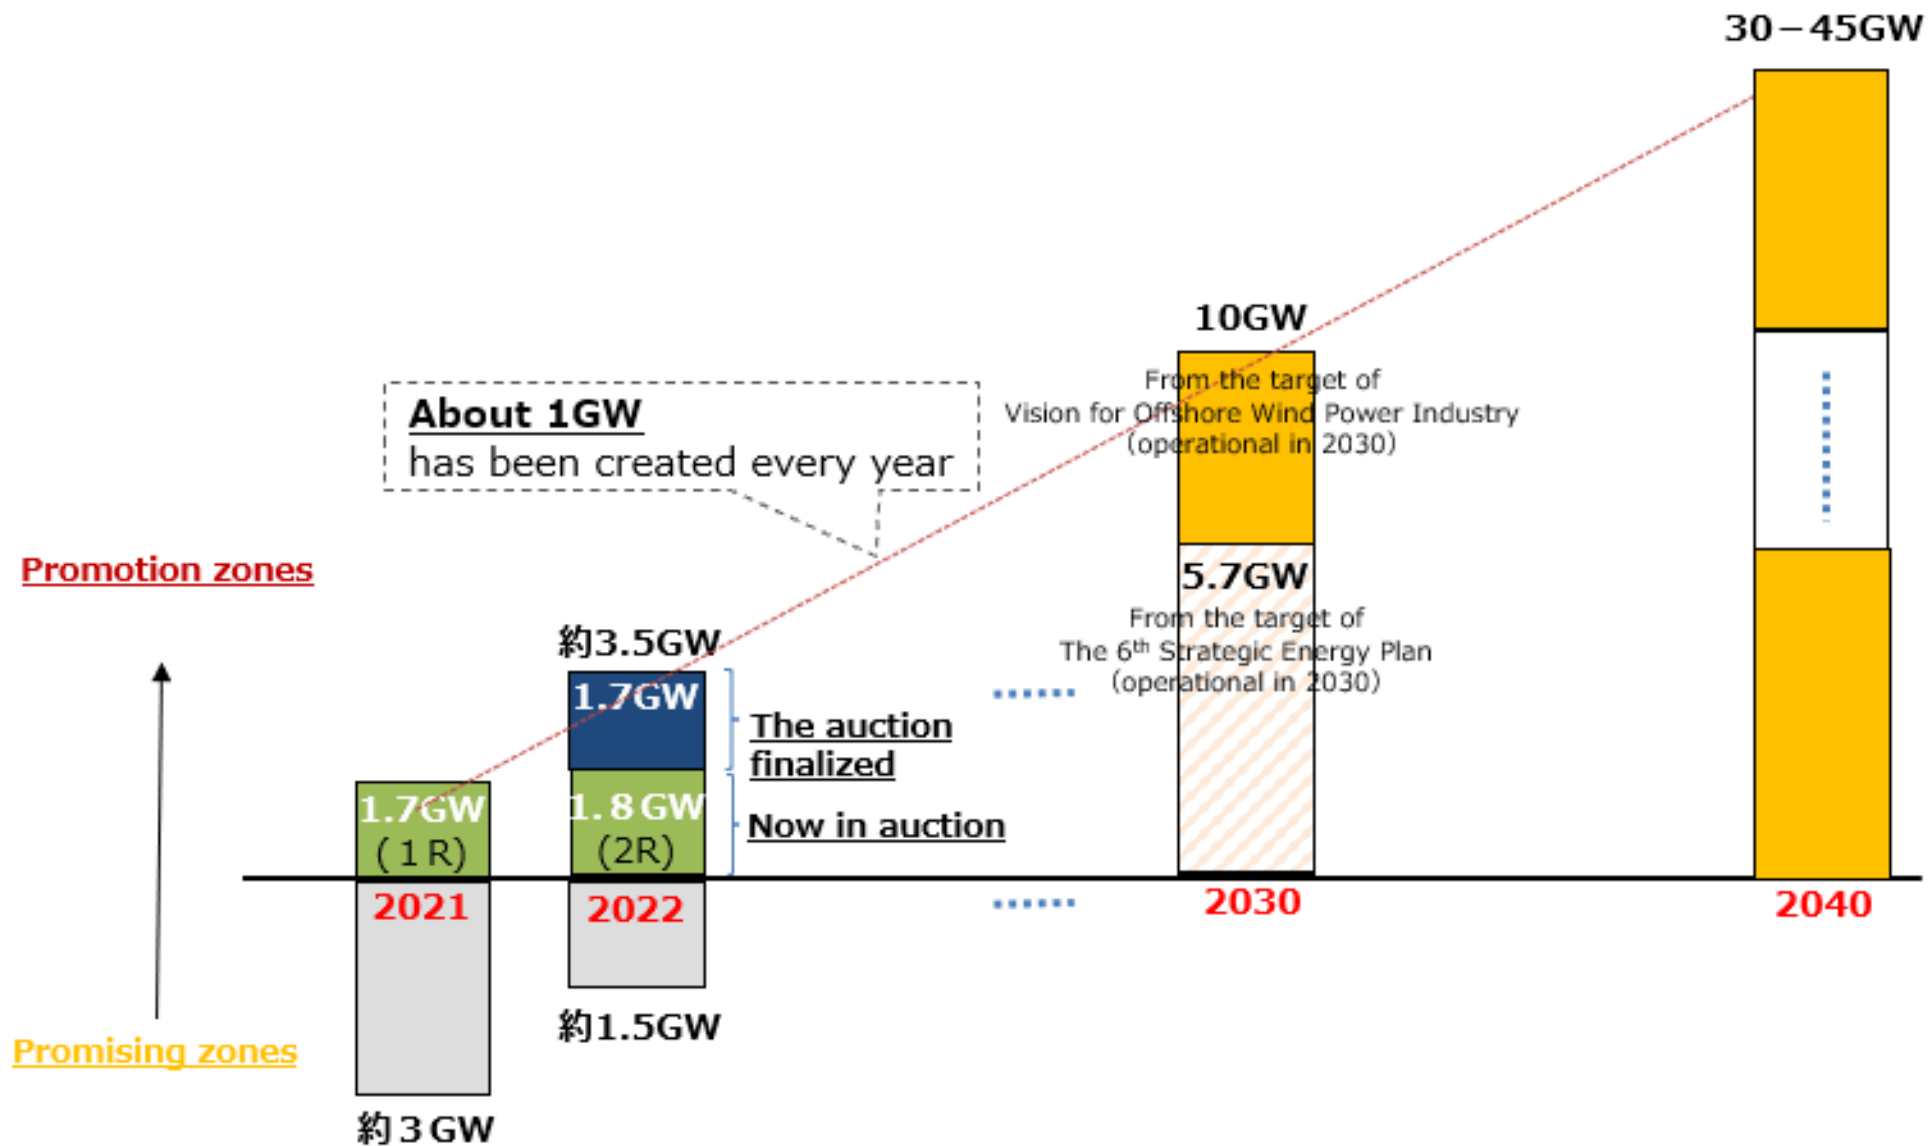 30－45GW
10GW
From the target of
Vision for Offshore Wind Power Industry
(operational in 2030)
About 1GW
has been created every year
Promotion zones
5.7GW
From the target of
The 6th Strategic Energy Plan
(operational in 2030)
約3.5GW
1.7GW
The auction
finalized
1.7GW
(１R)
1.８GW
(2R)
Now in auction
2021
2022
2030
2040
約1.5GW
Promising zones
約３GW